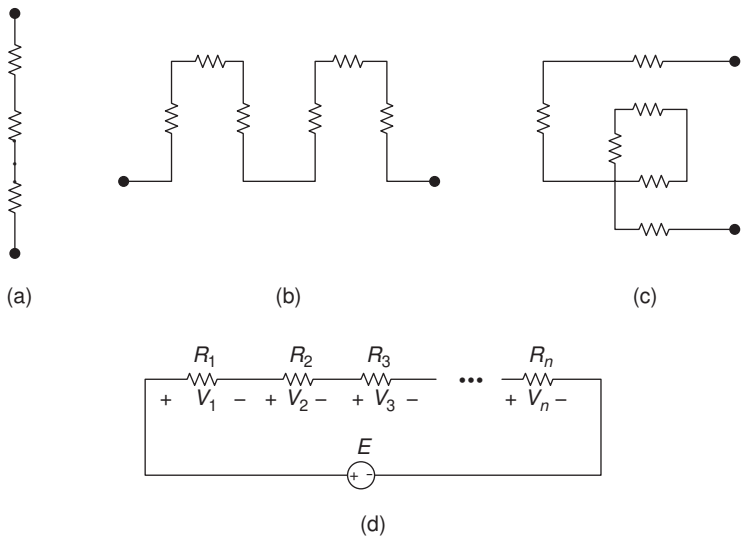 (a)
(b)
(c)
R1 R2 R3 ••• Rn
+ V1 − + V2 − + V3 − + Vn −
E
+ -
(d)